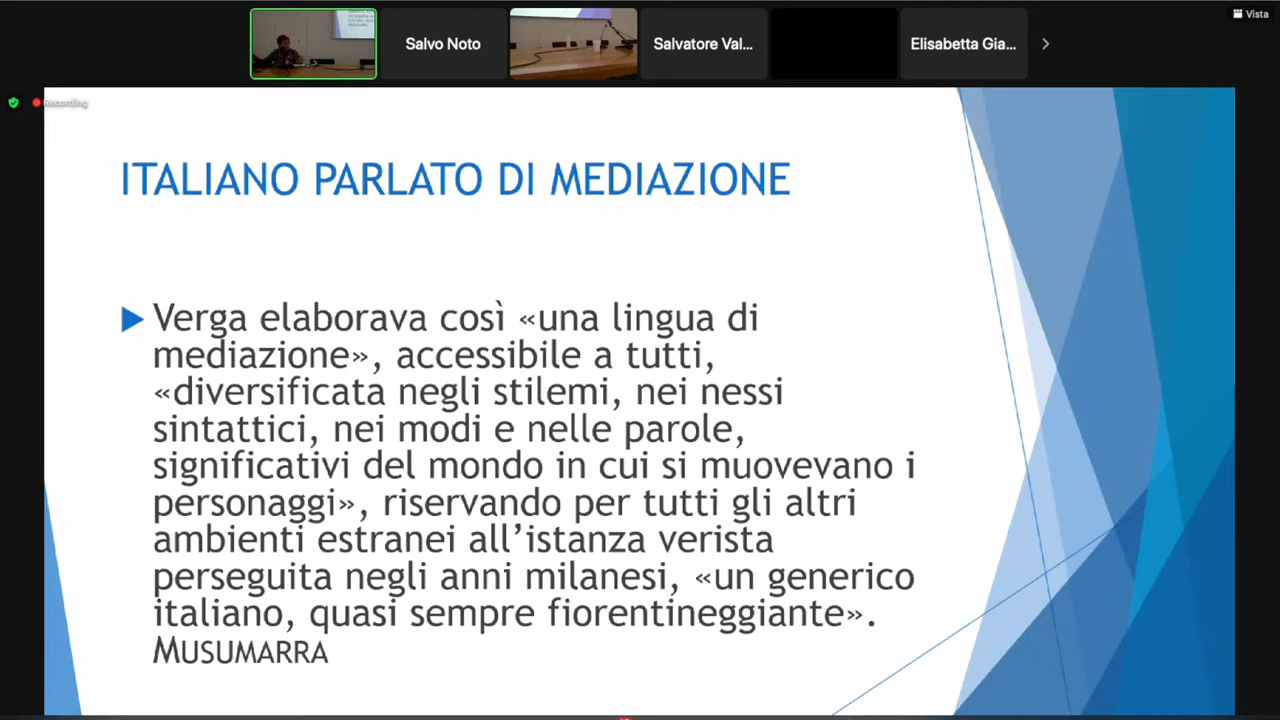 Vista
Salvo Noto
Salvatore Val...
Elisabetta Gia...
Recording
ITALIANO PARLATO DI MEDIAZIONE
Verga elaborava così «una lingua di
mediazione», accessibile a tutti,
«diversificata negli stilemi, nei nessi
sintattici, nei modi e nelle parole,
significativi del mondo in cui si muovevano i
personaggi», riservando per tutti gli altri
ambienti estranei all’istanza verista
perseguita negli anni milanesi, «un generico
italiano, quasi sempre fiorentineggiante».
MUSUMARRA